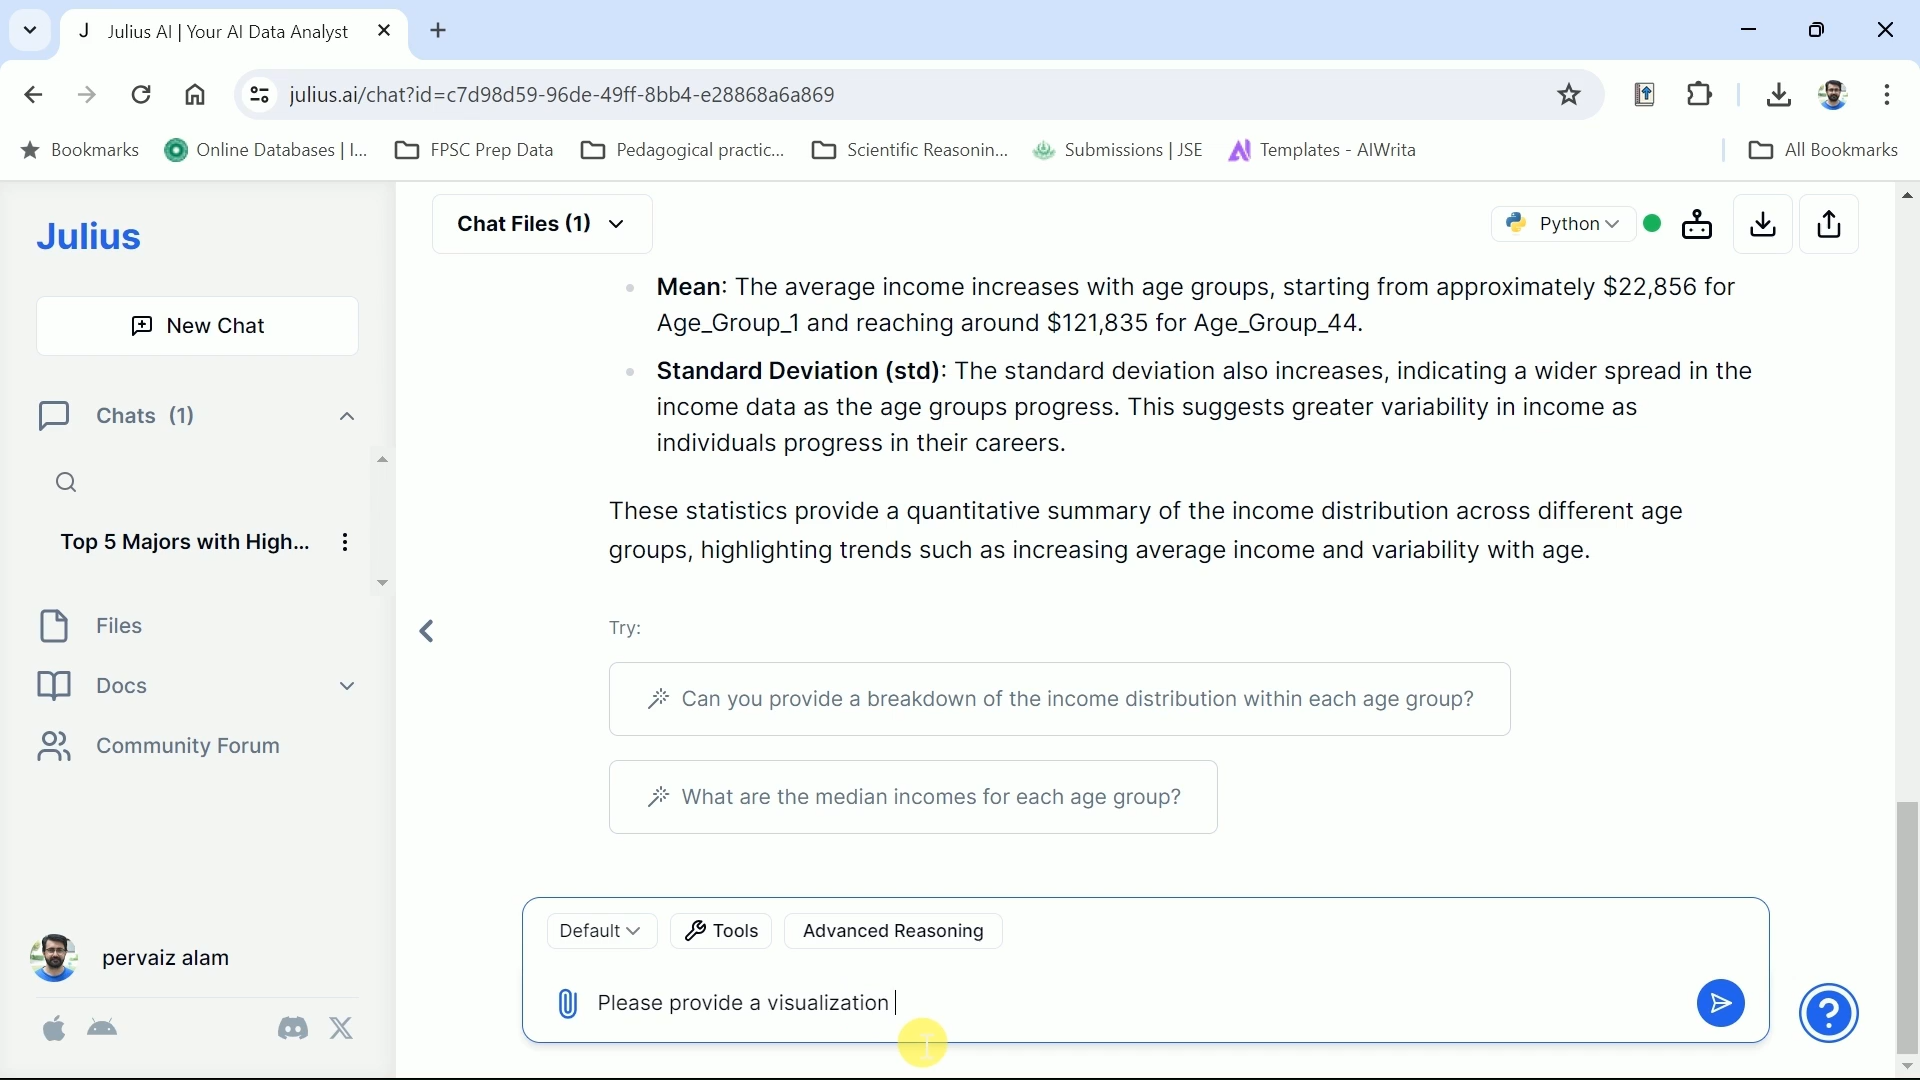 J Julius AI | Your AI Data Analyst
julius.ai/chat?id=c7d98d59-96de-49ff-8bb4-e28868a6a869
Bookmarks
Online Databases | I...
FPSC Prep Data
Pedagogical practic...
Scientific Reasonin...
Submissions | JSE
Templates - AIWrita
All Bookmarks
Julius
New Chat
Chats (1)
Top 5 Majors with High...
Files
Docs
Community Forum
pervaiz alam
Chat Files (1)
Python
Mean: The average income increases with age groups, starting from approximately $22,856 for
Age_Group_1 and reaching around $121,835 for Age_Group_44.
Standard Deviation (std): The standard deviation also increases, indicating a wider spread in the
income data as the age groups progress. This suggests greater variability in income as
individuals progress in their careers.
These statistics provide a quantitative summary of the income distribution across different age
groups, highlighting trends such as increasing average income and variability with age.
Try:
Can you provide a breakdown of the income distribution within each age group?
What are the median incomes for each age group?
Default
Tools
Advanced Reasoning
Please provide a visualization
?